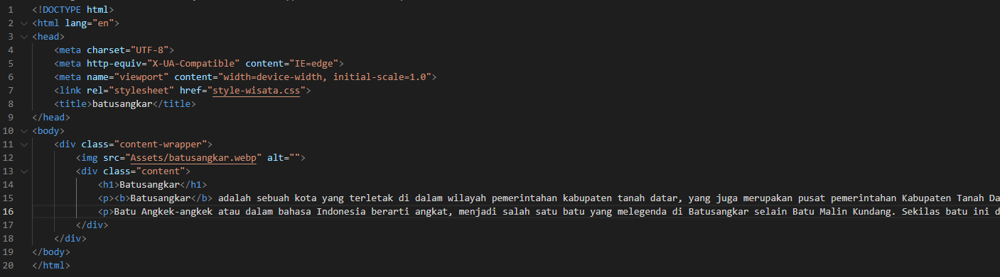 1 <!DOCTYPE html>
2 <html lang="en">
3 <head>
4 <meta charset="UTF-8">
5 <meta http-equiv="X-UA-Compatible" content="IE=edge">
6 <meta name="viewport" content="width=device-width, initial-scale=1.0">
7 <link rel="stylesheet" href="style-wisata.css">
8 <title>batusangkar</title>
9 </head>
10 <body>
11 <div class="content-wrapper">
12 <img src="Assets/batusangkar.webp" alt="">
13 <div class="content">
14 <h1>Batusangkar</h1>
15 <p><b>Batusangkar</b> adalah sebuah kota yang terletak di dalam wilayah pemerintahan kabupaten tanah datar, yang juga merupakan pusat pemerintahan Kabupaten Tanah Da
16 <p>Batu Angkek-angkek atau dalam bahasa Indonesia berarti angkat, menjadi salah satu batu yang melegenda di Batusangkar selain Batu Malin Kundang. Sekilas batu ini d
17 </div>
18 </div>
19 </body>
20 </html>